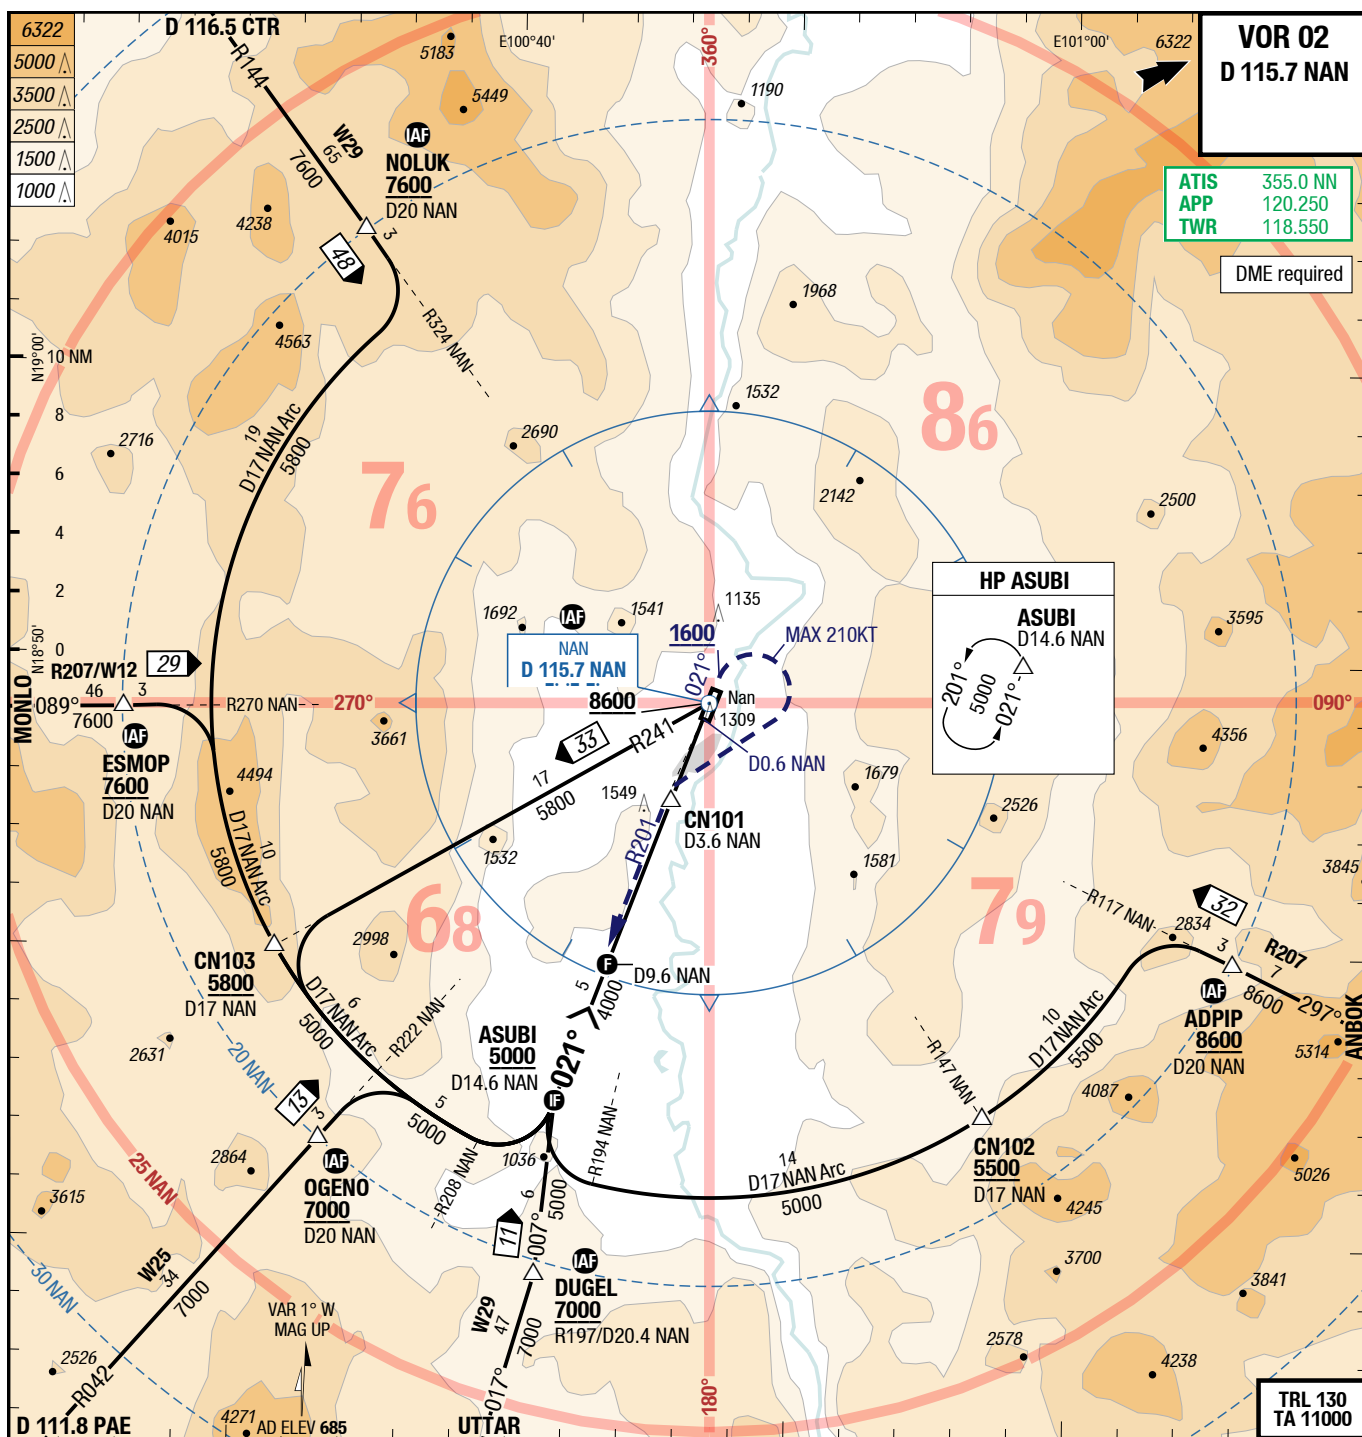 6322
5000
3500
2500
1500
1000
D 116.5 CTR
R144
W29
65
7600
5183
5449
E100°40'
360°
E101°00'
6322
VOR 02
D 115.7 NAN
ATIS 355.0 NN
APP 120.250
TWR 118.550
DME required
IAF
NOLUK
7600
D20 NAN
3
48
4015
4238
4563
1190
1968
1532
R324 NAN
N19°00'
10 NM
8
6
4
2
0
N18°50'
2716
19
D17 NAN Arc
5800
2690
76
86
2142
2500
HP ASUBI
ASUBI
D14.6 NAN
201°
5000
021°
3595
4356
1692
IAF
1541
1135
NAN
D 115.7 NAN
1600
021°
MAX 210KT
MONLO
R207/W12
29
46
3
089°
7600
R270 NAN
270°
8600
Nan
1309
090°
IAF
ESMOP
7600
D20 NAN
3661
33
R241
17
5800
D0.6 NAN
4494
10
D17 NAN Arc
5800
1532
1549
R201
CN101
D3.6 NAN
1679
1581
2526
3845
68
79
R117 NAN
32
2834
3
R207
7
8600
297°
ANBOK
CN103
5800
D17 NAN
2998
F
D9.6 NAN
5
4000
IAF
ADPIP
8600
D20 NAN
5314
6
D17 NAN Arc
5000
R222 NAN
ASUBI
5000
D14.6 NAN
021°
IF
R147 NAN
10
D17 NAN Arc
5500
4087
2631
20 NAN
13
3
5
5000
R208 NAN
1036
R194 NAN
CN102
5500
D17 NAN
14
D17 NAN Arc
5000
5026
4245
2864
IAF
OGENO
7000
D20 NAN
25 NAN
3615
6
5000
11
007°
IAF
DUGEL
7000
R197/D20.4 NAN
3700
3841
W25
34
7000
30 NAN
VAR 1° W
MAG UP
W29
47
7000
2578
4238
2526
R042
D 111.8 PAE
4271
AD ELEV 685
017°
UTTAR
180°
TRL 130
TA 11000